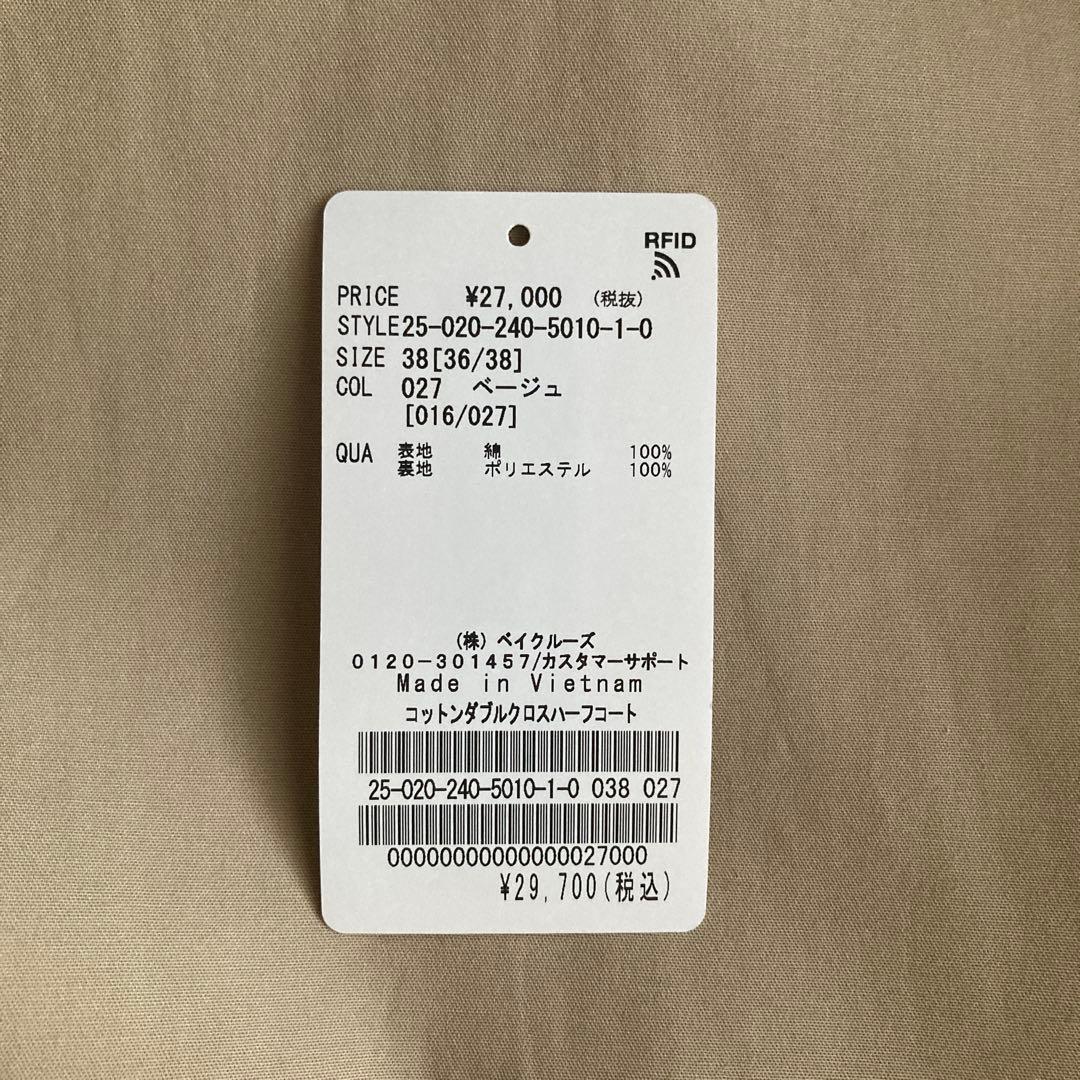 RFID
PRICE ¥27,000 (税抜)
STYLE25-020-240-5010-1-0
SIZE 38[36/38]
COL 027 ベージュ
[016/027]
QUA 表地 綿 100%
裏地 ポリエステル 100%
(株) ベイクルーズ
0120-301457/カスタマーサポート
Made in Vietnam
コットンダブルクロスハーフコート
25-020-240-5010-1-0 038 027
00000000000000027000
¥29,700(税込)